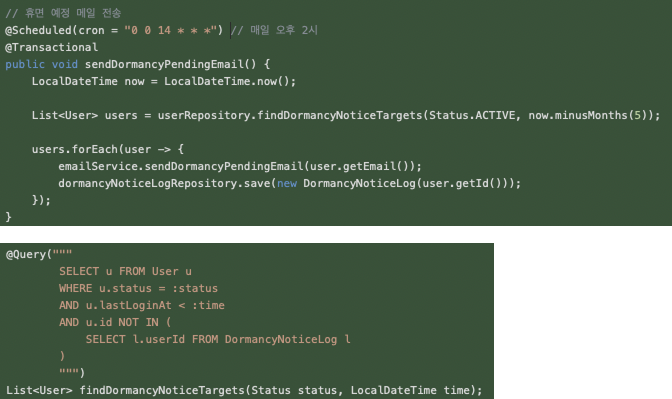 // 휴면 예정 메일 전송
@Scheduled(cron = "0 0 14 * * *") // 매일 오후 2시
@Transactional
public void sendDormancyPendingEmail() {
    LocalDateTime now = LocalDateTime.now();

    List<User> users = userRepository.findDormancyNoticeTargets(Status.ACTIVE, now.minusMonths(5));

    users.forEach(user -> {
        emailService.sendDormancyPendingEmail(user.getEmail());
        dormancyNoticeLogRepository.save(new DormancyNoticeLog(user.getId()));
    });
}

@Query("""
        SELECT u FROM User u
        WHERE u.status = :status
        AND u.lastLoginAt < :time
        AND u.id NOT IN (
            SELECT l.userId FROM DormancyNoticeLog l
        )
        """)
List<User> findDormancyNoticeTargets(Status status, LocalDateTime time);